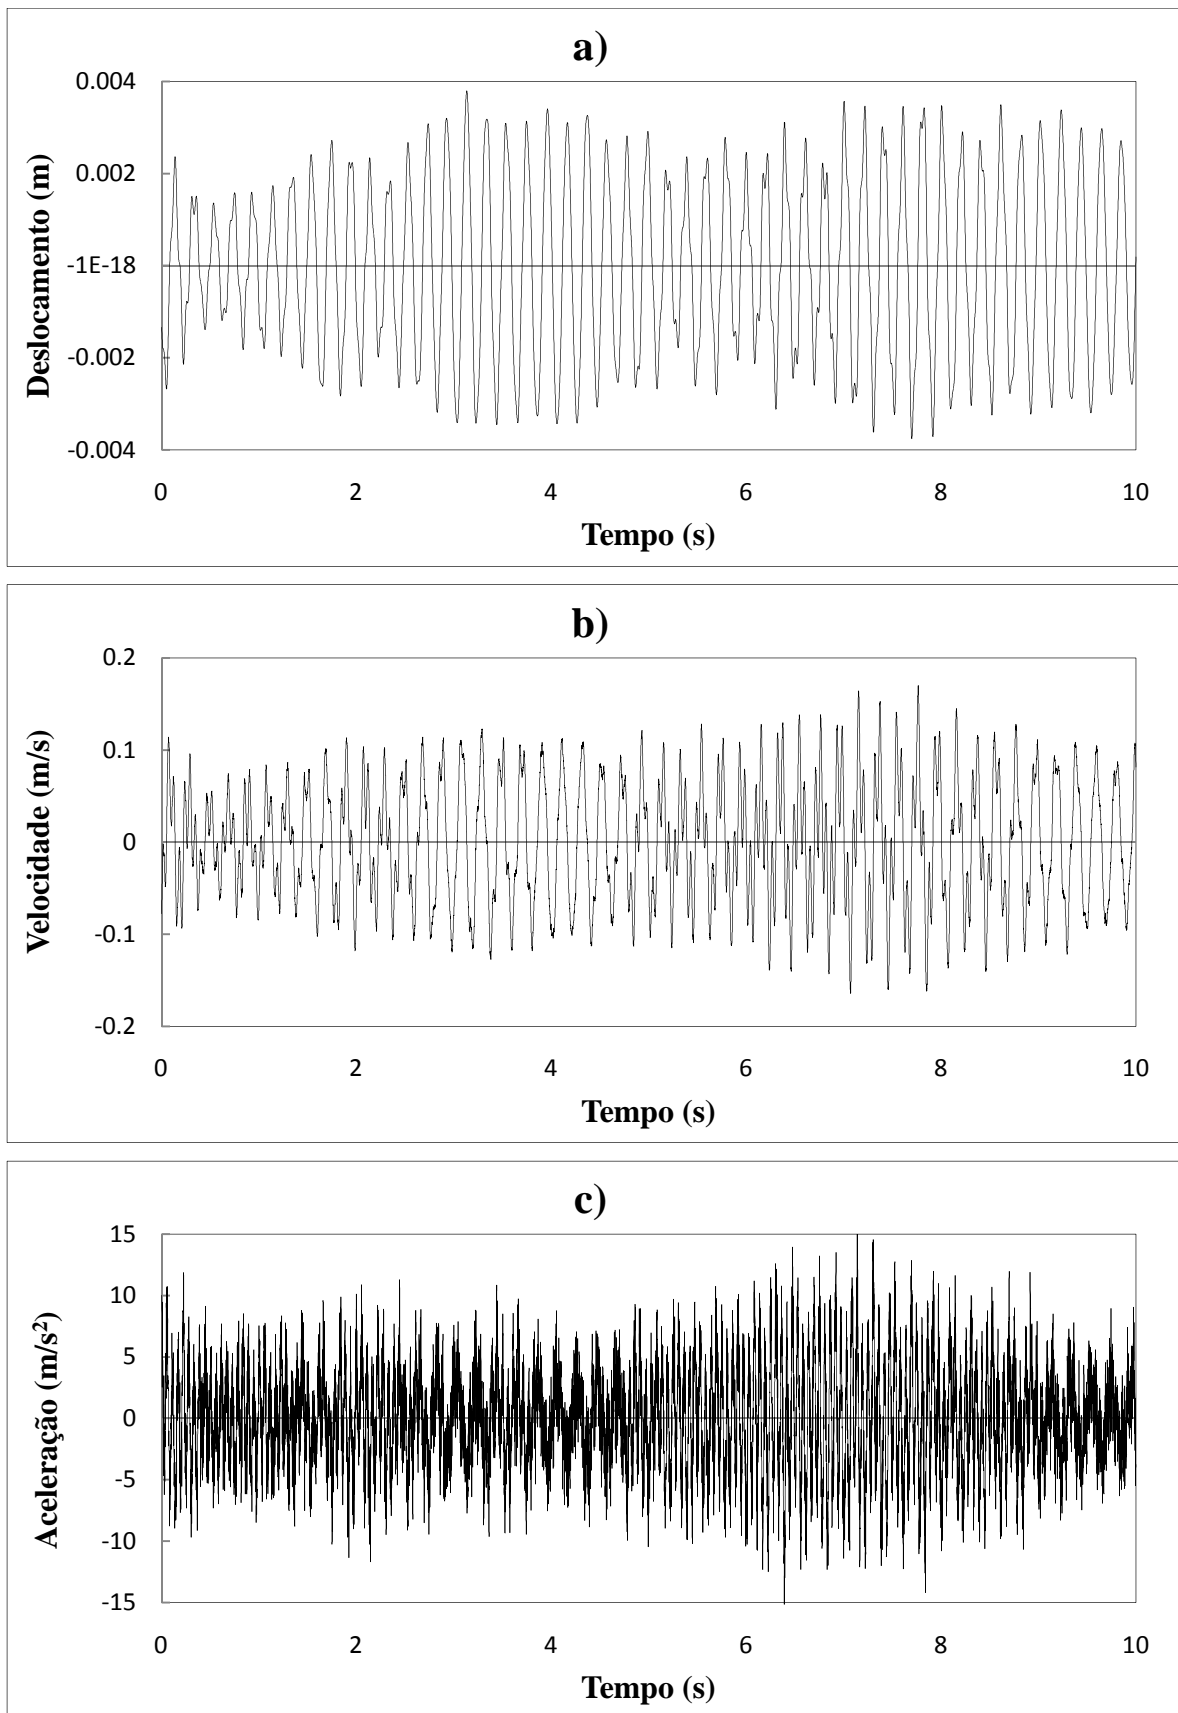 a)
0.004
0.002
-1E-18
-0.002
-0.004
Deslocamento (m)
0 2 4 6 8 10
Tempo (s)
b)
0.2
0.1
0
-0.1
-0.2
Velocidade (m/s)
0 2 4 6 8 10
Tempo (s)
c)
15
10
5
0
-5
-10
-15
Aceleração (m/s²)
0 2 4 6 8 10
Tempo (s)